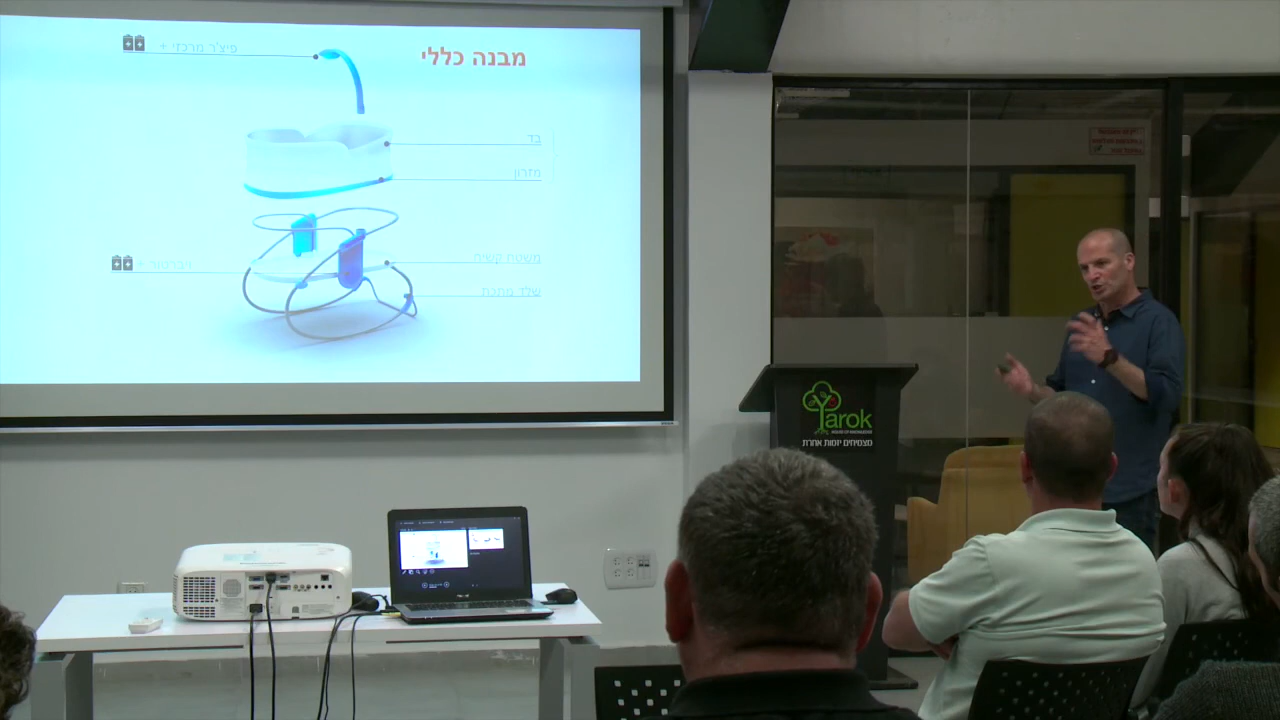 מבנה כללי
פיצ'ר מרכזי +
בד
מזרון
משטח קשיח
ויברטור +
שלד מתכת
Yarok
מצמיחים יזמות אחרת